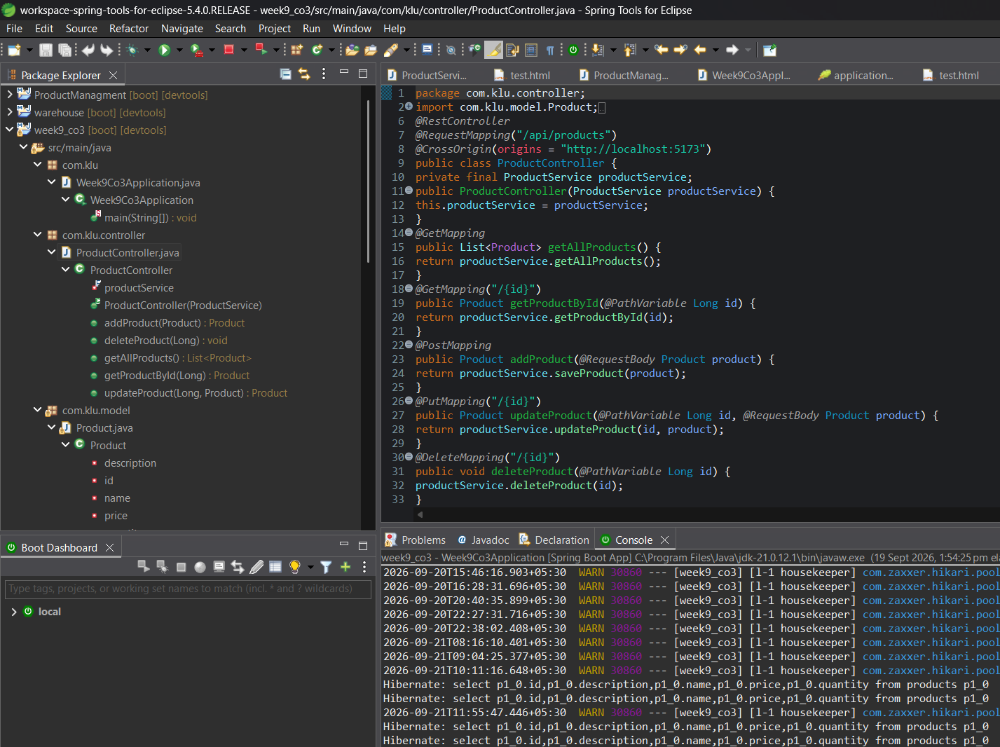 workspace-spring-tools-for-eclipse-5.4.0.RELEASE - week9_co3/src/main/java/com/klu/controller/ProductController.java - Spring Tools for Eclipse
File Edit Source Refactor Navigate Search Project Run Window Help
Package Explorer
ProductManagment [boot] [devtools]
warehouse [boot] [devtools]
week9_co3 [boot] [devtools]
src/main/java
com.klu
Week9Co3Application.java
Week9Co3Application
main(String[]) : void
com.klu.controller
ProductController.java
ProductController
productService
ProductController(ProductService)
addProduct(Product) : Product
deleteProduct(Long) : void
getAllProducts() : List<Product>
getProductById(Long) : Product
updateProduct(Long, Product) : Product
com.klu.model
Product.java
Product
description
id
name
price
Boot Dashboard
Type tags, projects, or working set names to match (incl. * and ? wildcards)
local
ProductServi... test.html ProductManag... Week9Co3Appl... application... test.html
1 package com.klu.controller;
2 import com.klu.model.Product;
6 @RestController
7 @RequestMapping("/api/products")
8 @CrossOrigin(origins = "http://localhost:5173")
9 public class ProductController {
10 private final ProductService productService;
11 public ProductController(ProductService productService) {
12 this.productService = productService;
13 }
14 @GetMapping
15 public List<Product> getAllProducts() {
16 return productService.getAllProducts();
17 }
18 @GetMapping("/{id}")
19 public Product getProductById(@PathVariable Long id) {
20 return productService.getProductById(id);
21 }
22 @PostMapping
23 public Product addProduct(@RequestBody Product product) {
24 return productService.saveProduct(product);
25 }
26 @PutMapping("/{id}")
27 public Product updateProduct(@PathVariable Long id, @RequestBody Product product) {
28 return productService.updateProduct(id, product);
29 }
30 @DeleteMapping("/{id}")
31 public void deleteProduct(@PathVariable Long id) {
32 productService.deleteProduct(id);
33 }
Problems Javadoc Declaration Console
week9_co3 - Week9Co3Application [Spring Boot App] C:\Program Files\Java\jdk-21.0.12.1\bin\javaw.exe (19 Sept 2026, 1:54:25 pm el
2026-09-20T15:46:16.903+05:30 WARN 30860 --- [week9_co3] [l-1 housekeeper] com.zaxxer.hikari.pool
2026-09-20T16:28:31.696+05:30 WARN 30860 --- [week9_co3] [l-1 housekeeper] com.zaxxer.hikari.pool
2026-09-20T20:40:35.899+05:30 WARN 30860 --- [week9_co3] [l-1 housekeeper] com.zaxxer.hikari.pool
2026-09-20T22:27:31.716+05:30 WARN 30860 --- [week9_co3] [l-1 housekeeper] com.zaxxer.hikari.pool
2026-09-20T22:38:02.408+05:30 WARN 30860 --- [week9_co3] [l-1 housekeeper] com.zaxxer.hikari.pool
2026-09-21T08:16:10.401+05:30 WARN 30860 --- [week9_co3] [l-1 housekeeper] com.zaxxer.hikari.pool
2026-09-21T09:04:25.377+05:30 WARN 30860 --- [week9_co3] [l-1 housekeeper] com.zaxxer.hikari.pool
2026-09-21T10:11:16.648+05:30 WARN 30860 --- [week9_co3] [l-1 housekeeper] com.zaxxer.hikari.pool
Hibernate: select p1_0.id,p1_0.description,p1_0.name,p1_0.price,p1_0.quantity from products p1_0
Hibernate: select p1_0.id,p1_0.description,p1_0.name,p1_0.price,p1_0.quantity from products p1_0
2026-09-21T11:55:47.446+05:30 WARN 30860 --- [week9_co3] [l-1 housekeeper] com.zaxxer.hikari.pool
Hibernate: select p1_0.id,p1_0.description,p1_0.name,p1_0.price,p1_0.quantity from products p1_0
Hibernate: select p1_0.id,p1_0.description,p1_0.name,p1_0.price,p1_0.quantity from products p1_0